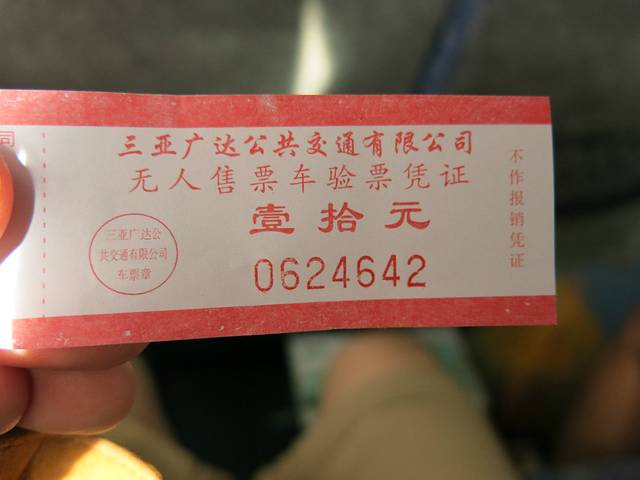 司
三亚广达公共交通有限公司
无人售票车验票凭证
壹拾元
0624642
三亚广达公
共交通有限公司
车票章
不作报销凭证